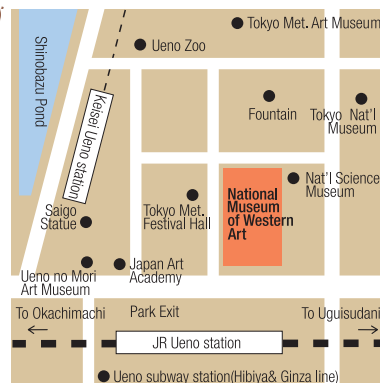 Tokyo Met. Art Museum
Ueno Zoo
Shinobazu Pond
Keisei Ueno station
Fountain
Tokyo Nat'l
Museum
Nat'l Science
Museum
National
Museum
of Western
Art
Saigo
Statue
Tokyo Met.
Festival Hall
Ueno no Mori
Art Museum
Japan Art
Academy
To Okachimachi
Park Exit
To Uguisudani
JR Ueno station
Ueno subway station(Hibiya& Ginza line)